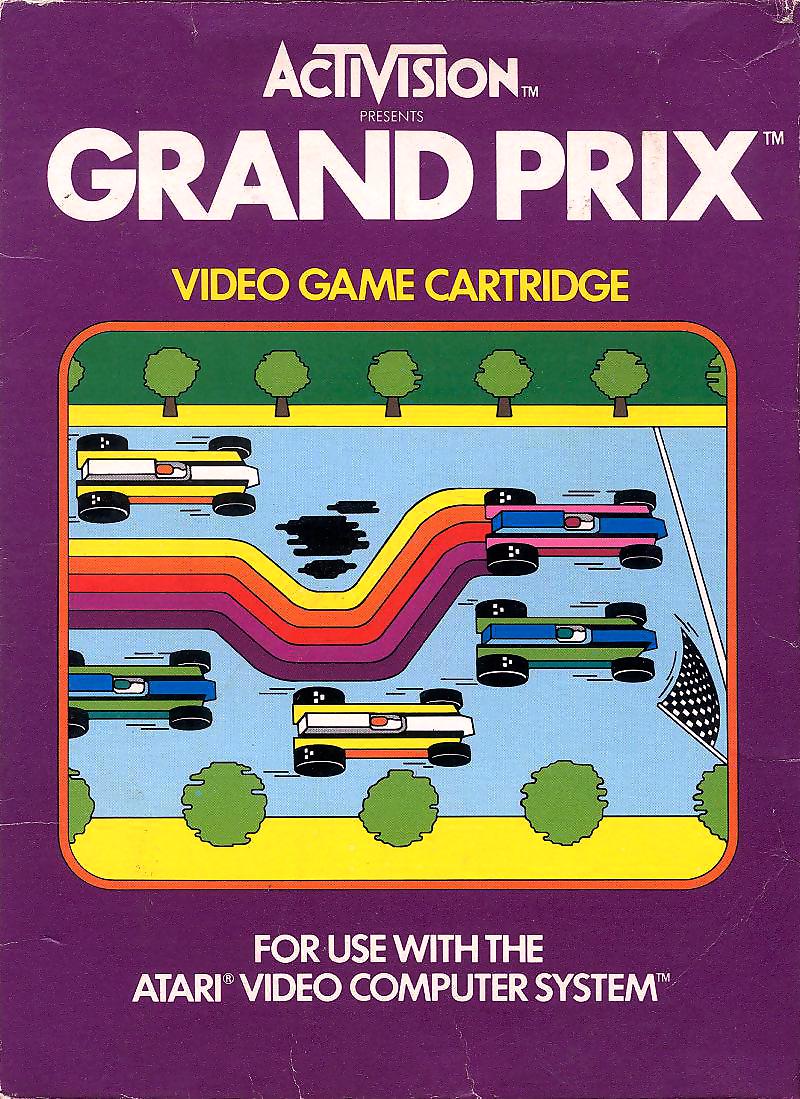 ACTIVISION™
PRESENTS
GRAND PRIX™
VIDEO GAME CARTRIDGE
FOR USE WITH THE
ATARI® VIDEO COMPUTER SYSTEM™